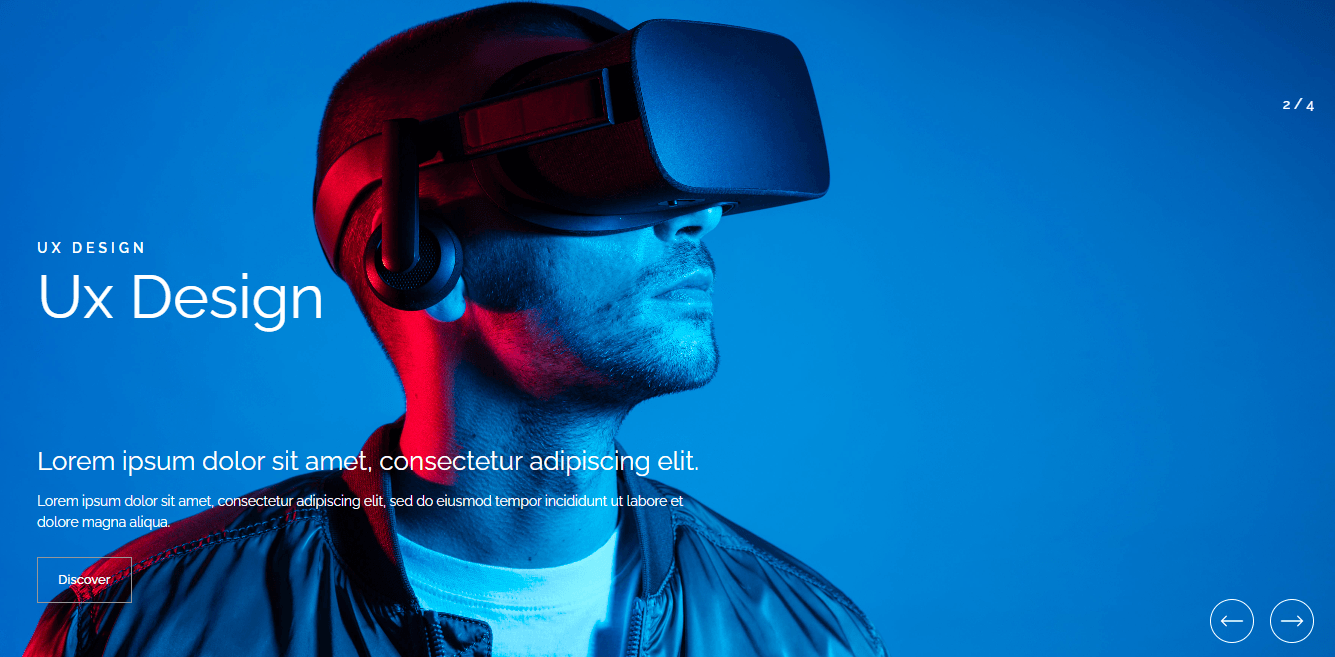 2 / 4
UX DESIGN
Ux Design
Lorem ipsum dolor sit amet, consectetur adipiscing elit.
Lorem ipsum dolor sit amet, consectetur adipiscing elit, sed do eiusmod tempor incididunt ut labore et
dolore magna aliqua.
Discover